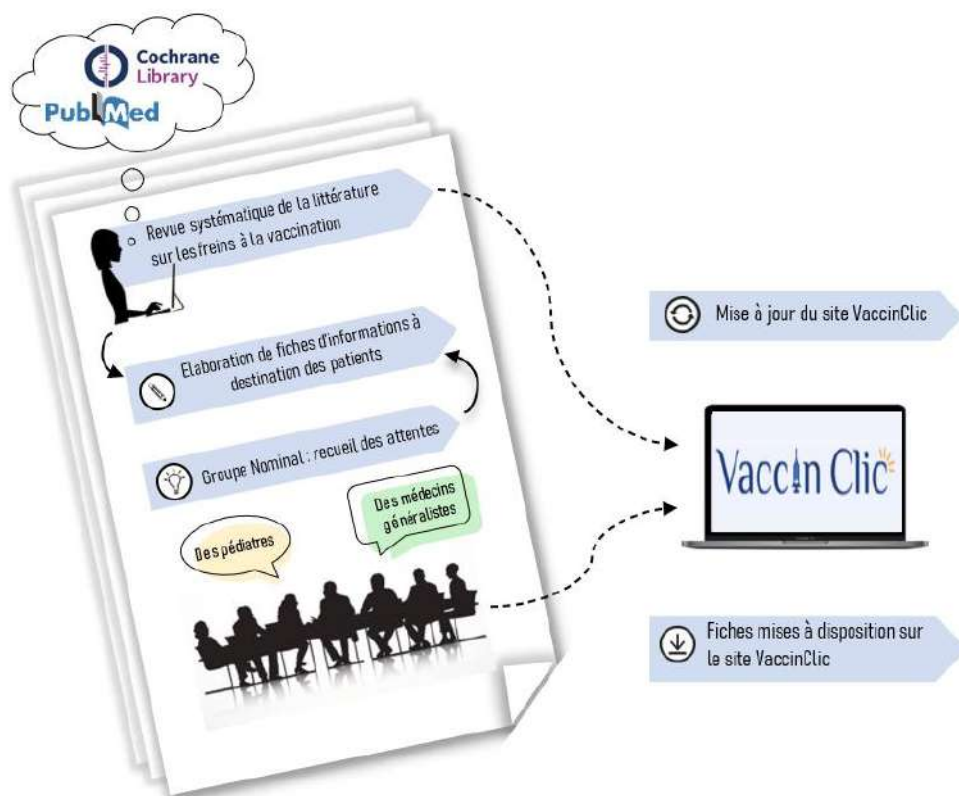 Cochrane
Library
PubMed
Revue systématique de la littérature
sur les freins à la vaccination
Elaboration de fiches d'informations à
destination des patients
Groupe Nominal : recueil des attentes
Des pédiatres
Des médecins
généralistes
Mise à jour du site VaccinClic
Vaccin Clic
Fiches mises à disposition sur
le site VaccinClic